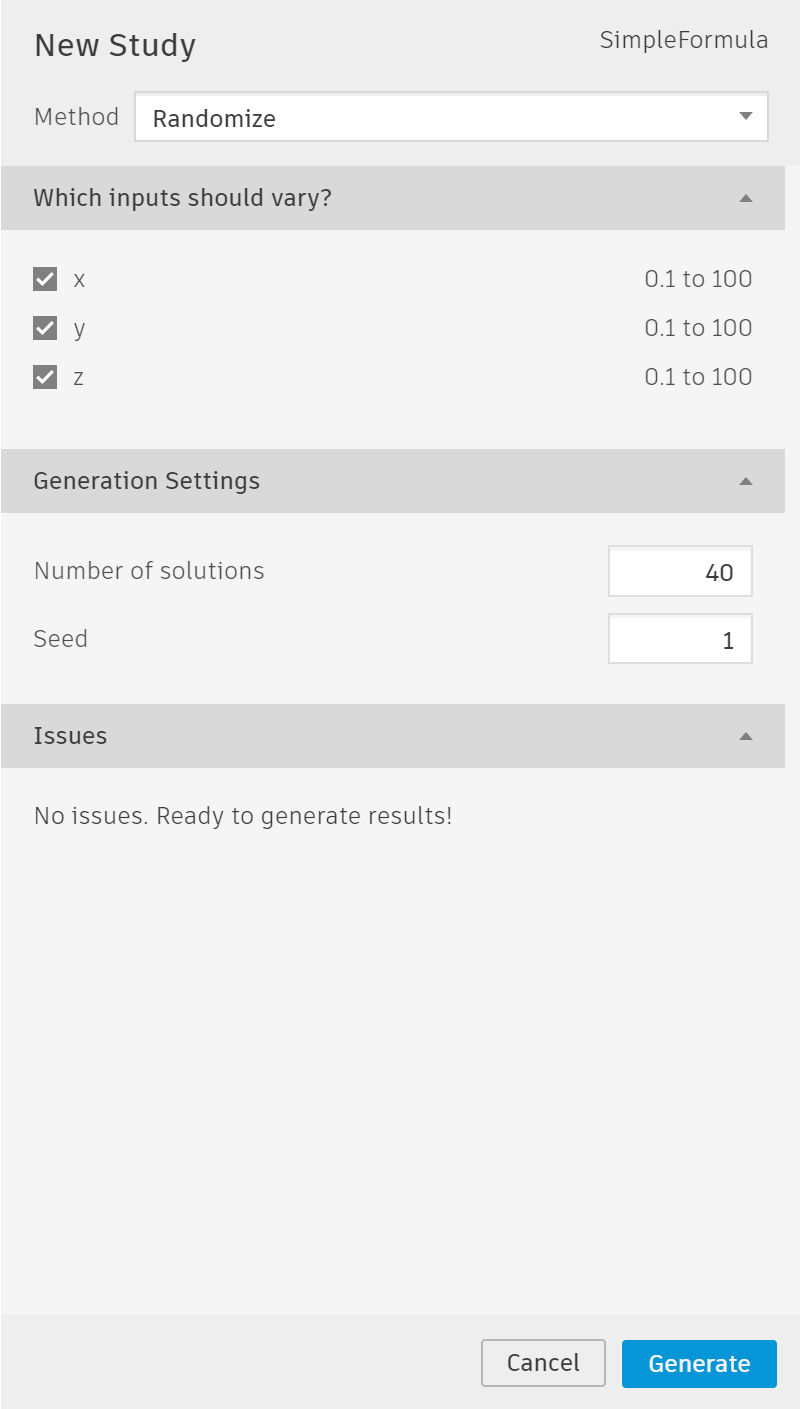 New Study
SimpleFormula
Method
Randomize
Which inputs should vary?
x 0.1 to 100
y 0.1 to 100
z 0.1 to 100
Generation Settings
Number of solutions 40
Seed 1
Issues
No issues. Ready to generate results!
Cancel Generate